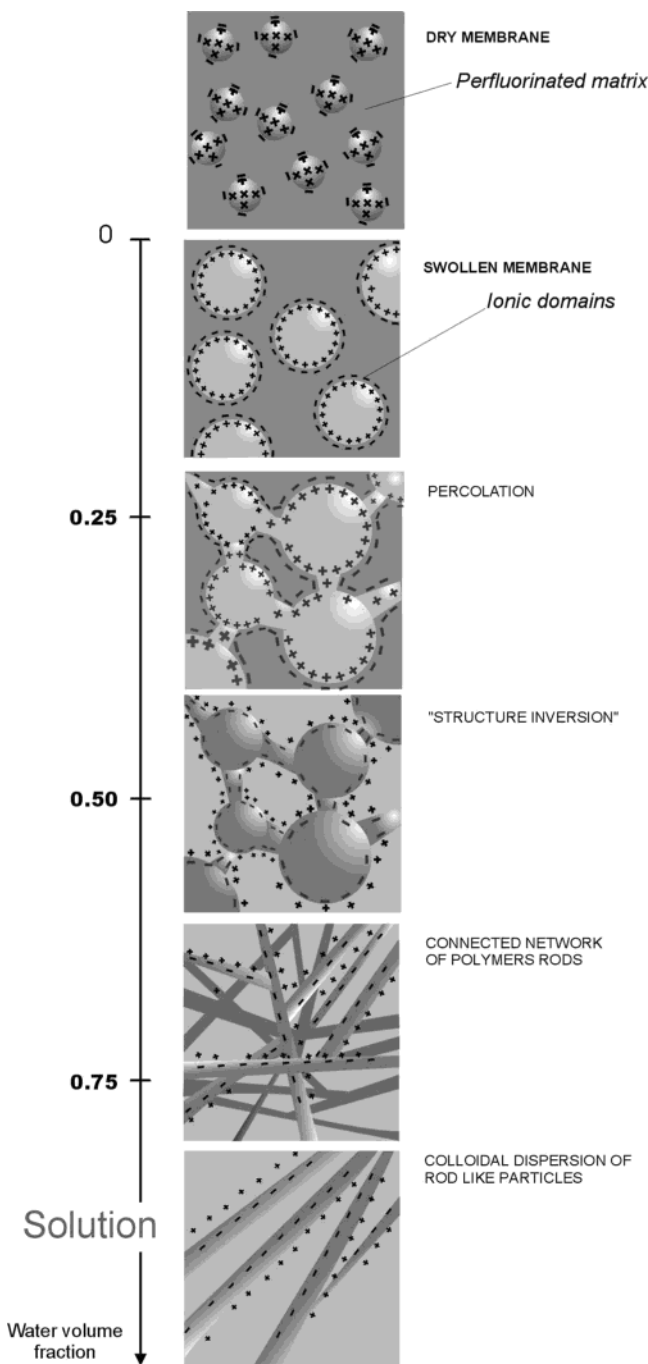 DRY MEMBRANE
Perfluorinated matrix
0
SWOLLEN MEMBRANE
Ionic domains
PERCOLATION
0.25
"STRUCTURE INVERSION"
0.50
CONNECTED NETWORK
OF POLYMERS RODS
0.75
COLLOIDAL DISPERSION OF
ROD LIKE PARTICLES
Solution
Water volume
fraction